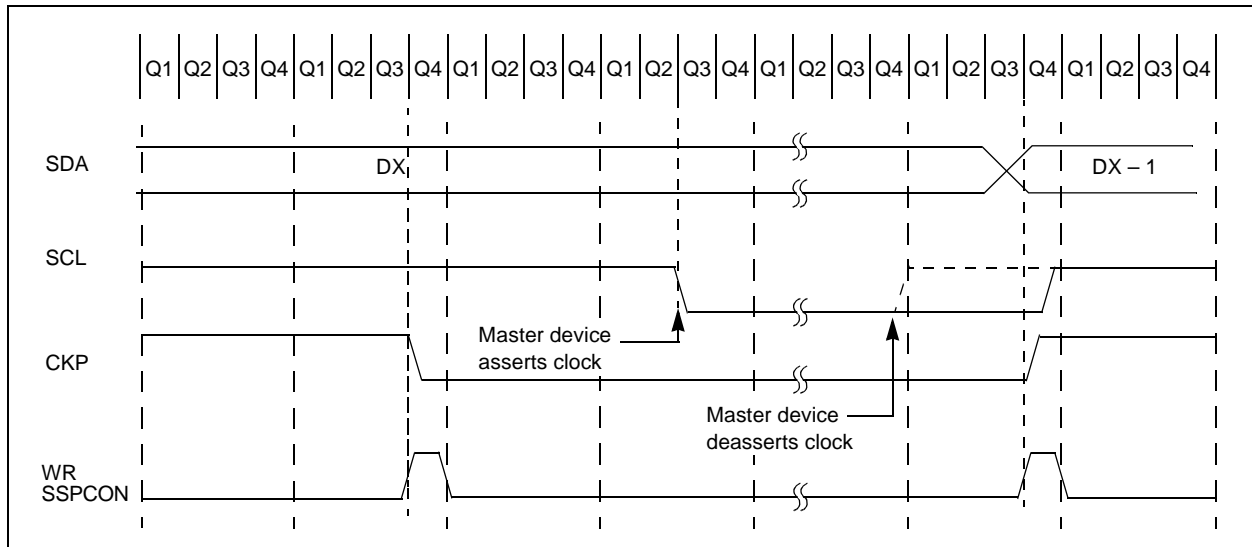 Q1 Q2 Q3 Q4 Q1 Q2 Q3 Q4 Q1 Q2 Q3 Q4 Q1 Q2 Q3 Q4 Q1 Q2 Q3 Q4 Q1 Q2 Q3 Q4 Q1 Q2 Q3 Q4
SDA
DX
DX – 1
SCL
Master device
asserts clock
CKP
Master device
deasserts clock
WR
SSPCON